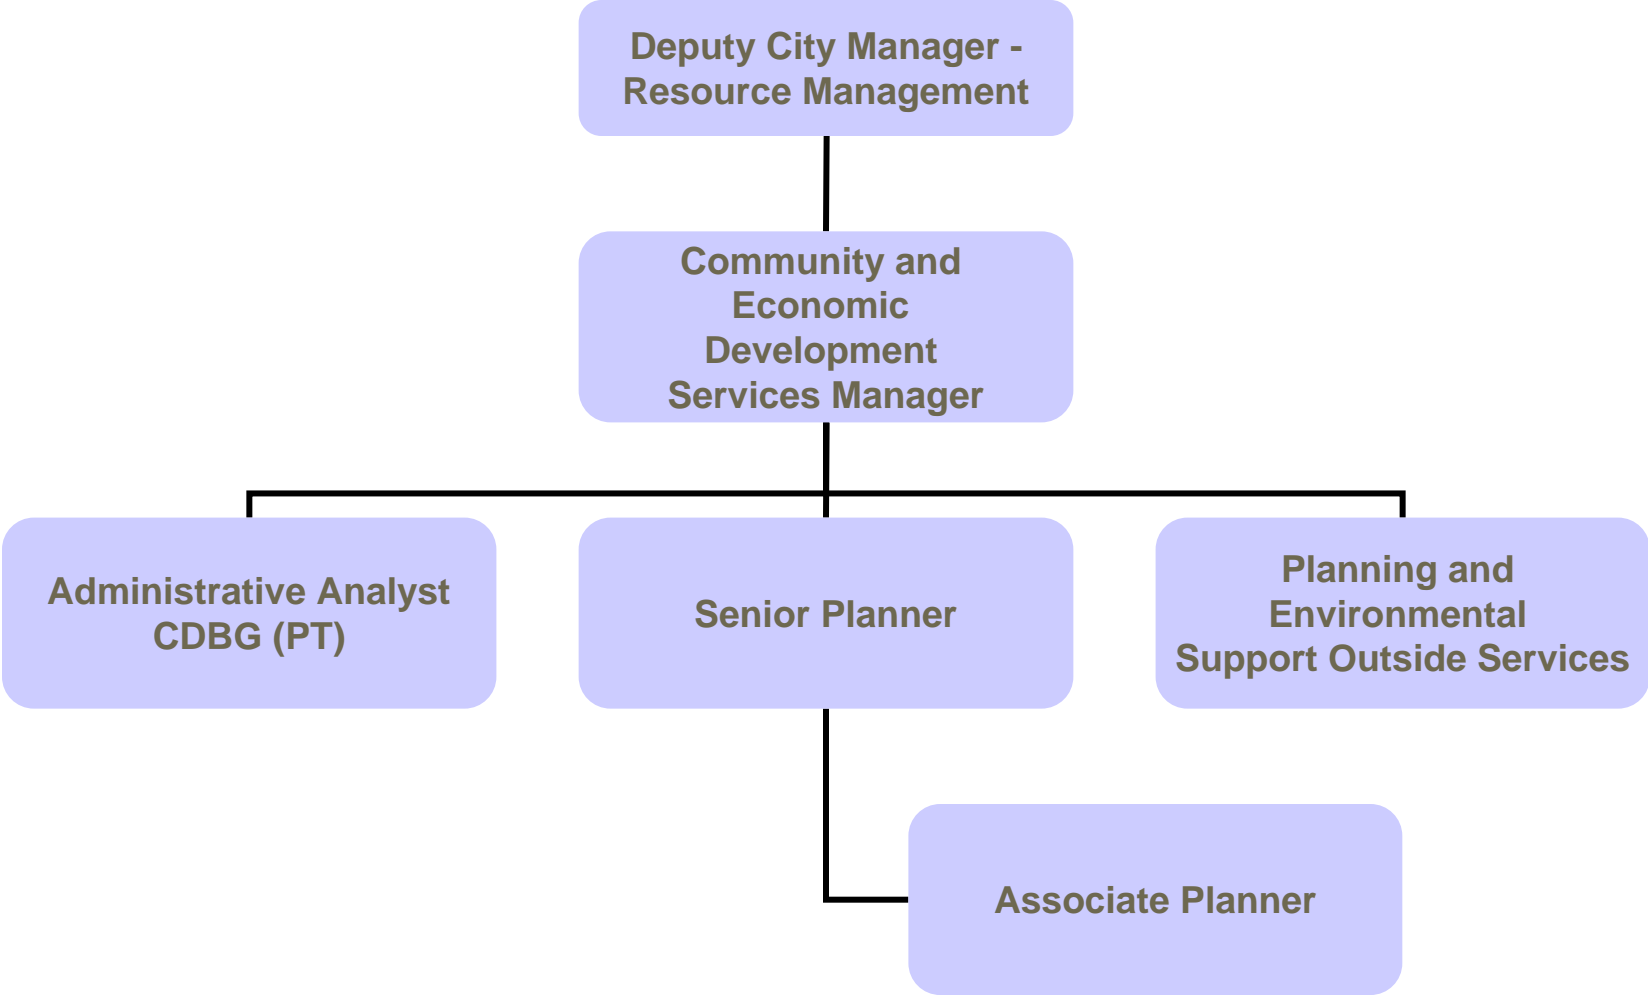 Deputy City Manager -
Resource Management
Community and
Economic
Development
Services Manager
Administrative Analyst
CDBG (PT)
Senior Planner
Planning and
Environmental
Support Outside Services
Associate Planner